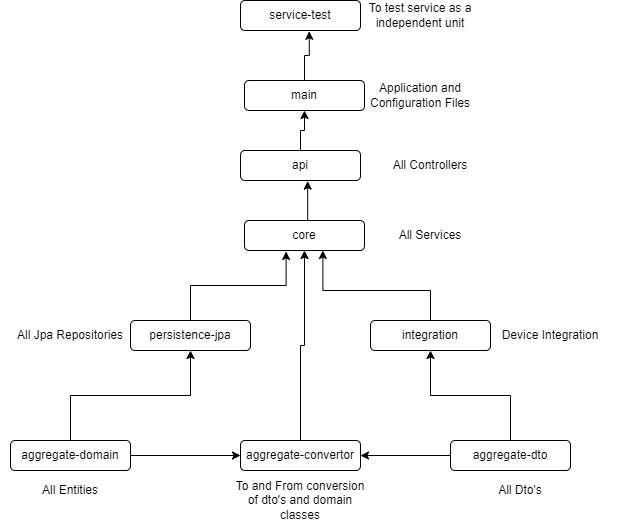 service-test
To test service as a
independent unit
main
Application and
Configuration Files
api
All Controllers
core
All Services
All Jpa Repositories
persistence-jpa
integration
Device Integration
aggregate-domain
aggregate-convertor
aggregate-dto
All Entities
To and From conversion
of dto's and domain
classes
All Dto's